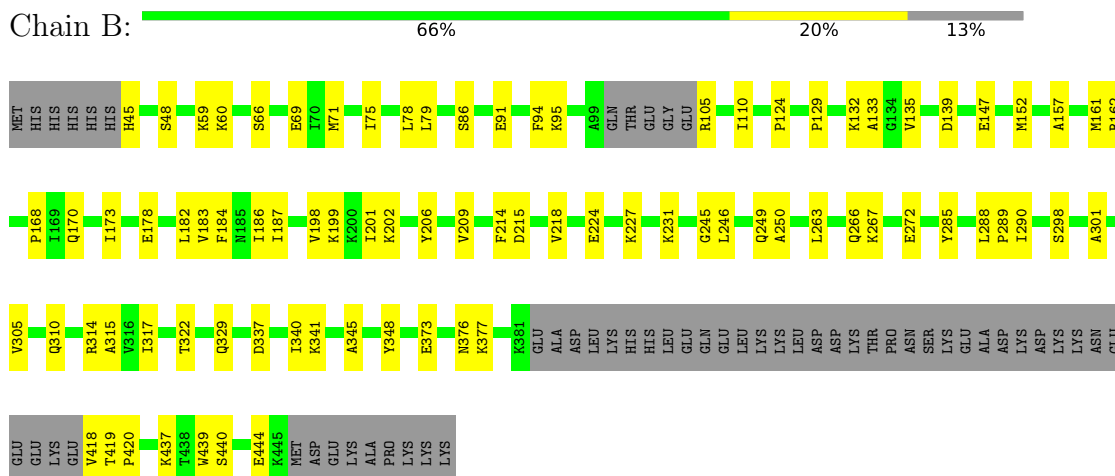 Chain B:
66% 20% 13%
MET HIS HIS HIS HIS HIS H45 S48 K59 K60 S66 E69 I70 M71 I75 L78 L79 S86 E91 F94 K95 A99 GLN THR GLU GLY GLU R105 I110 P124 P129 K132 A133 G134 V135 D139 E147 M152 A157 M161
P168 I169 Q170 I173 E178 L182 V183 F184 N185 I186 I187 V198 K199 K200 I201 K202 Y206 V209 F214 D215 V218 E224 K227 K231 G245 L246 Q249 A250 L263 Q266 K267 E272 Y285 L288 P289 I290 S298 A301
V305 Q310 R314 A315 V316 I317 T322 Q329 D337 I340 K341 A345 Y348 E373 N376 K377 K381 GLU ALA ASP LEU LYS HIS HIS LEU GLU GLN GLU LEU LYS LYS LEU ASP ASP LYS THR PRO ASN SER LYS GLU ALA ASP LYS ASP LYS LYS ASN GLU
GLU GLU LYS GLU V418 T419 P420 K437 T438 W439 S440 E444 K445 MET ASP GLU LYS ALA PRO LYS LYS LYS